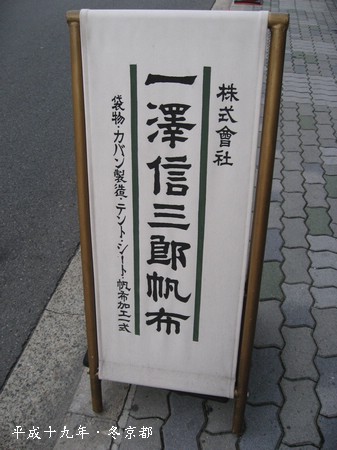 株式會社
一澤信三郎帆布
袋物・カバン製造・テント・シート・帆布加工一式
平成十九年・冬京都